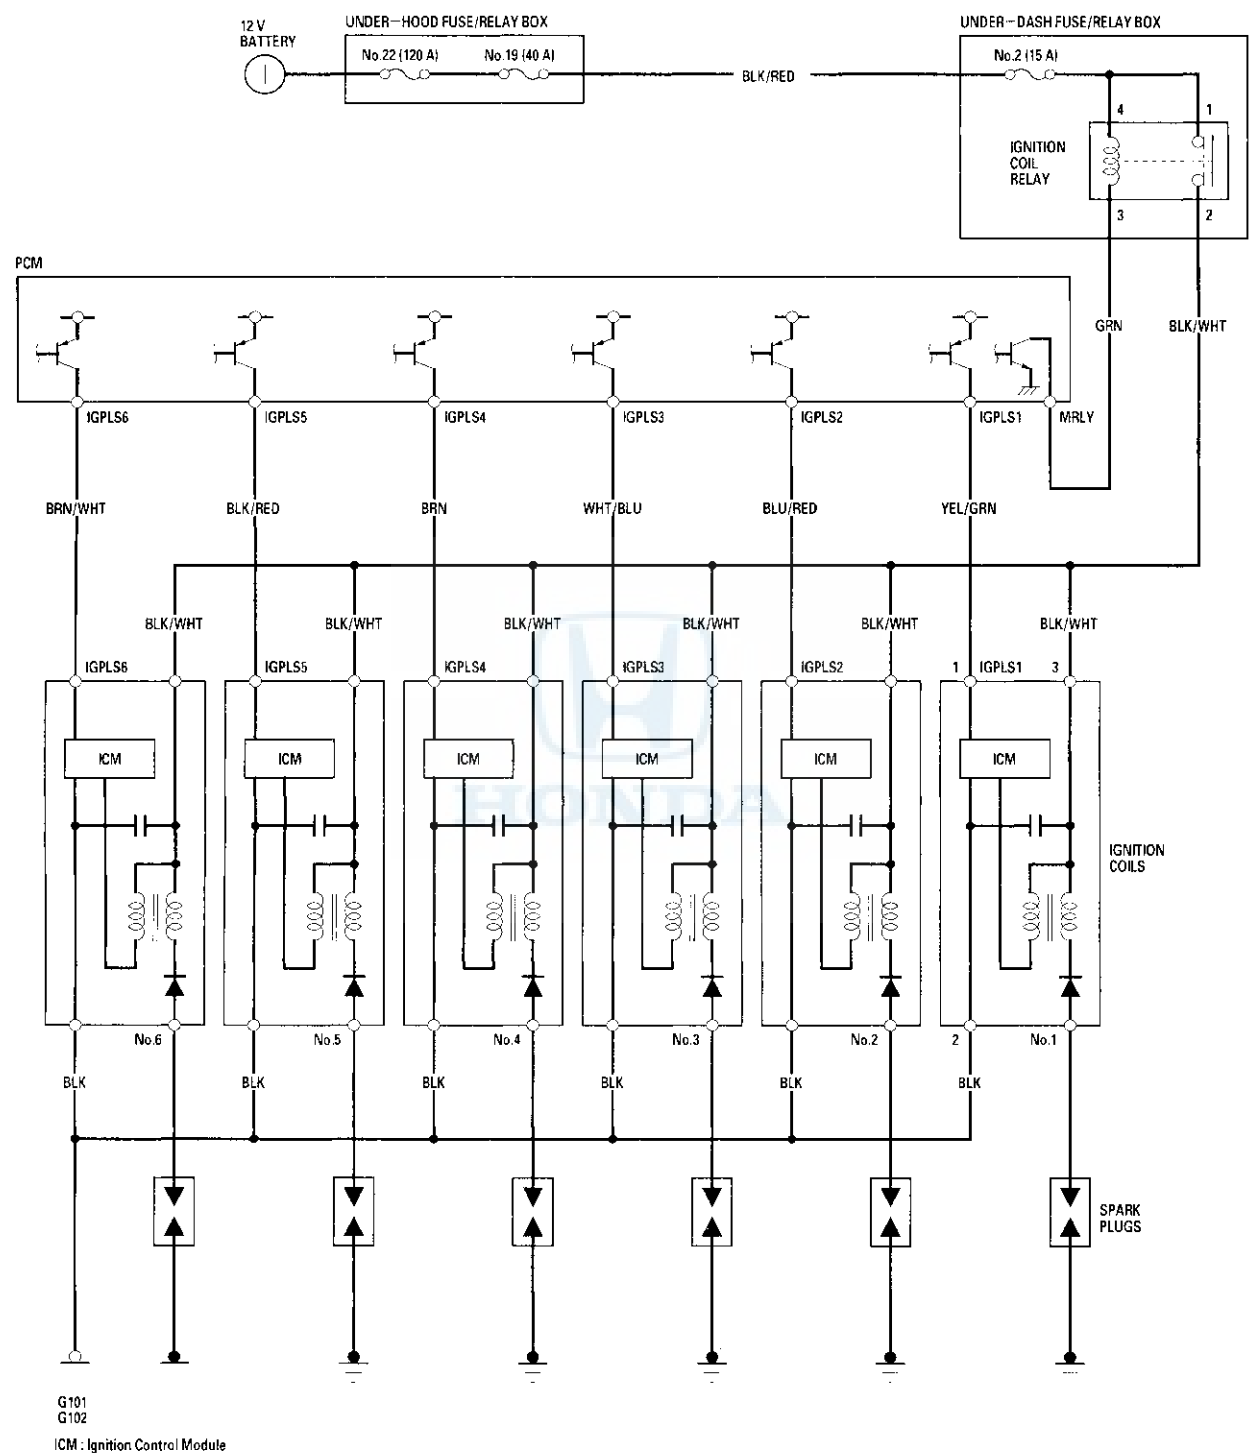 12 V
BATTERY
UNDER-HOOD FUSE/RELAY BOX
No.22 (120 A)
No.19 (40 A)
BLK/RED
UNDER-DASH FUSE/RELAY BOX
No.2 (15 A)
4
1
IGNITION
COIL
RELAY
3
2
PCM
GRN
BLK/WHT
IGPLS6
IGPLS5
IGPLS4
IGPLS3
IGPLS2
IGPLS1
MRLY
BRN/WHT
BLK/RED
BRN
WHT/BLU
BLU/RED
YEL/GRN
BLK/WHT
BLK/WHT
BLK/WHT
BLK/WHT
BLK/WHT
BLK/WHT
IGPLS6
IGPLS5
IGPLS4
IGPLS3
IGPLS2
1
IGPLS1
3
ICM
ICM
ICM
ICM
ICM
ICM
HONDA
IGNITION
COILS
No.6
No.5
No.4
No.3
No.2
2
No.1
BLK
BLK
BLK
BLK
BLK
BLK
SPARK
PLUGS
G101
G102
ICM : Ignition Control Module